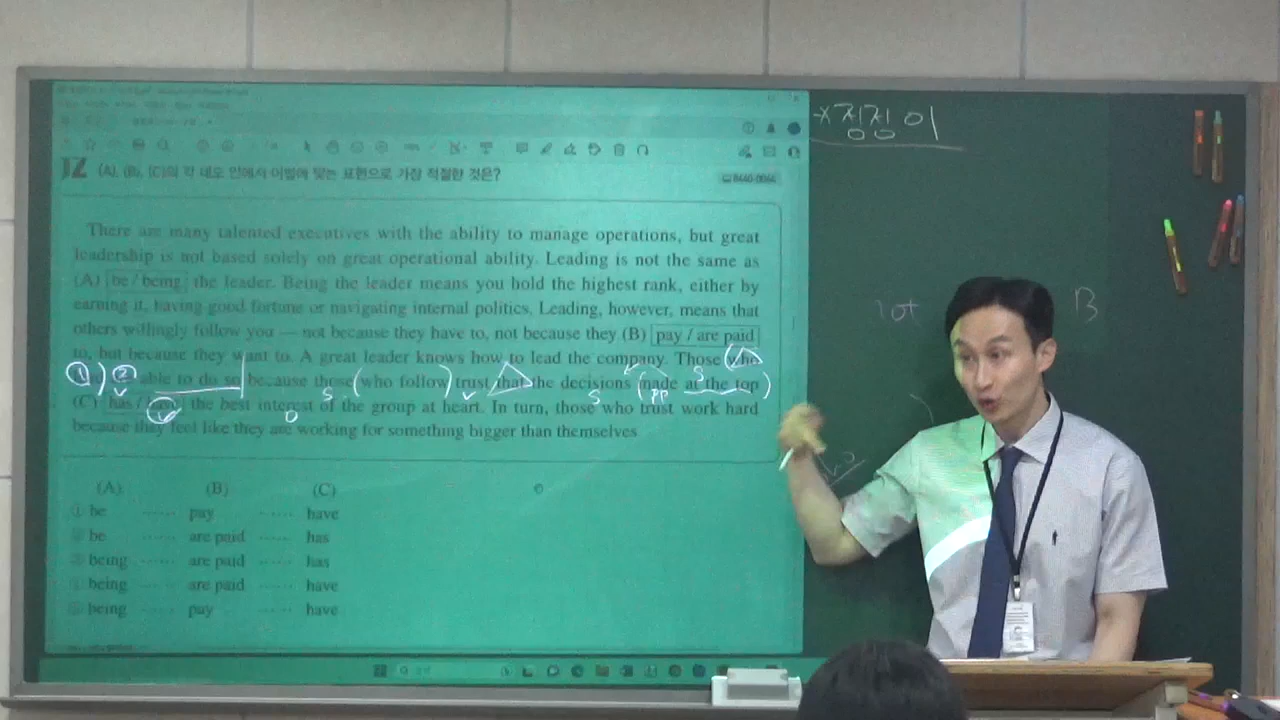 12 (A), (B), (C)의 각 네모 안에서 어법에 맞는 표현으로 가장 적절한 것은?
8440-0066
There are many talented executives with the ability to manage operations, but great
leadership is not based solely on great operational ability. Leading is not the same as
(A) be / being the leader. Being the leader means you hold the highest rank, either by
earning it, having good fortune or navigating internal politics. Leading, however, means that
others willingly follow you — not because they have to, not because they (B) pay / are paid
to, but because they want to. A great leader knows how to lead the company. Those who
able to do so because those who follow trust that the decisions made at the top
(C) has / have the best interest of the group at heart. In turn, those who trust work hard
because they feel like they are working for something bigger than themselves
(A) (B) (C)
① be ...... pay ...... have
② be ...... are paid ...... has
③ being ...... are paid ...... has
④ being ...... are paid ...... have
⑤ being ...... pay ...... have
① ②
S
V
S
PP
S
O
B